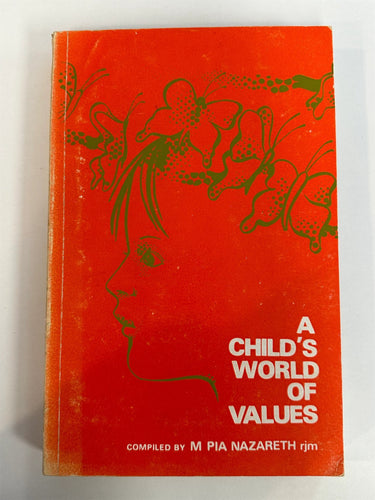 A
CHILD'S
WORLD
OF
VALUES
COMPILED BY M PIA NAZARETH rjm